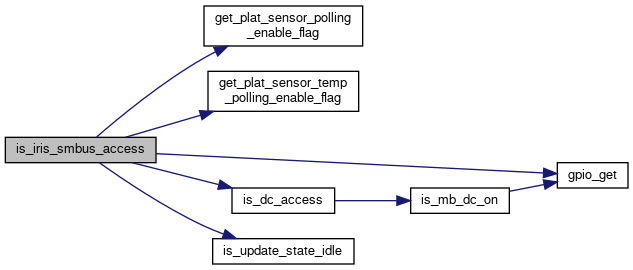 get_plat_sensor_polling
_enable_flag
get_plat_sensor_temp
_polling_enable_flag
is_iris_smbus_access
gpio_get
is_dc_access
is_mb_dc_on
is_update_state_idle